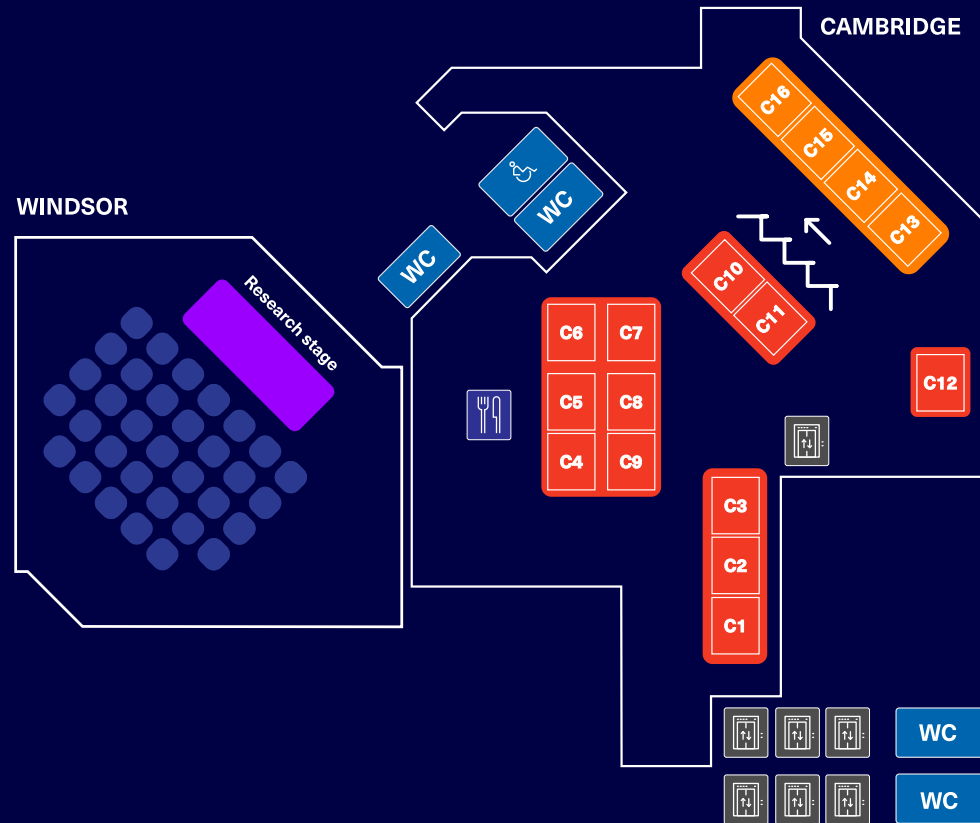 CAMBRIDGE
C16
C15
C14
C13
WC
WINDSOR
WC
Research stage
C10
C11
C6
C7
C12
C5
C8
C4
C9
C3
C2
C1
WC
WC